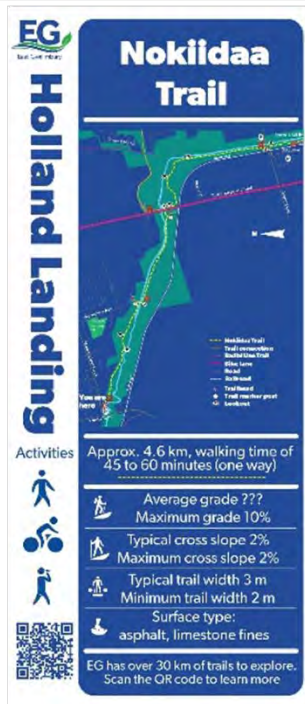 EG
East Gwillimbury
Holland Landing
Nokiidaa
Trail
You are
here
Nokiidaa Trail
Trail connection
Bike Lane
Road
Railroad
Trailhead
Trail marker post
Activities
Approx. 4.6 km, walking time of
45 to 60 minutes (one way)
Average grade ???
Maximum grade 10%
Typical cross slope 2%
Maximum cross slope 2%
Typical trail width 3 m
Minimum trail width 2 m
Surface type:
asphalt, limestone fines
EG has over 30 km of trails to explore.
Scan the QR code to learn more